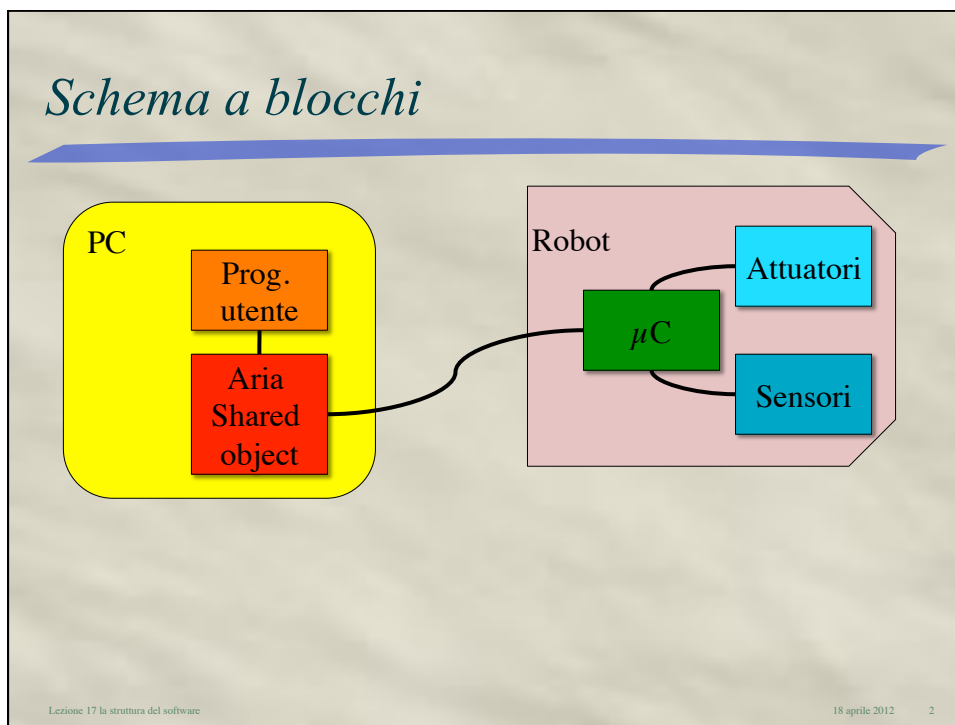 Schema a blocchi
PC
Prog.
utente
Aria
Shared
object
Robot
µC
Attuatori
Sensori
Lezione 17 la struttura del software
18 aprile 2012
2